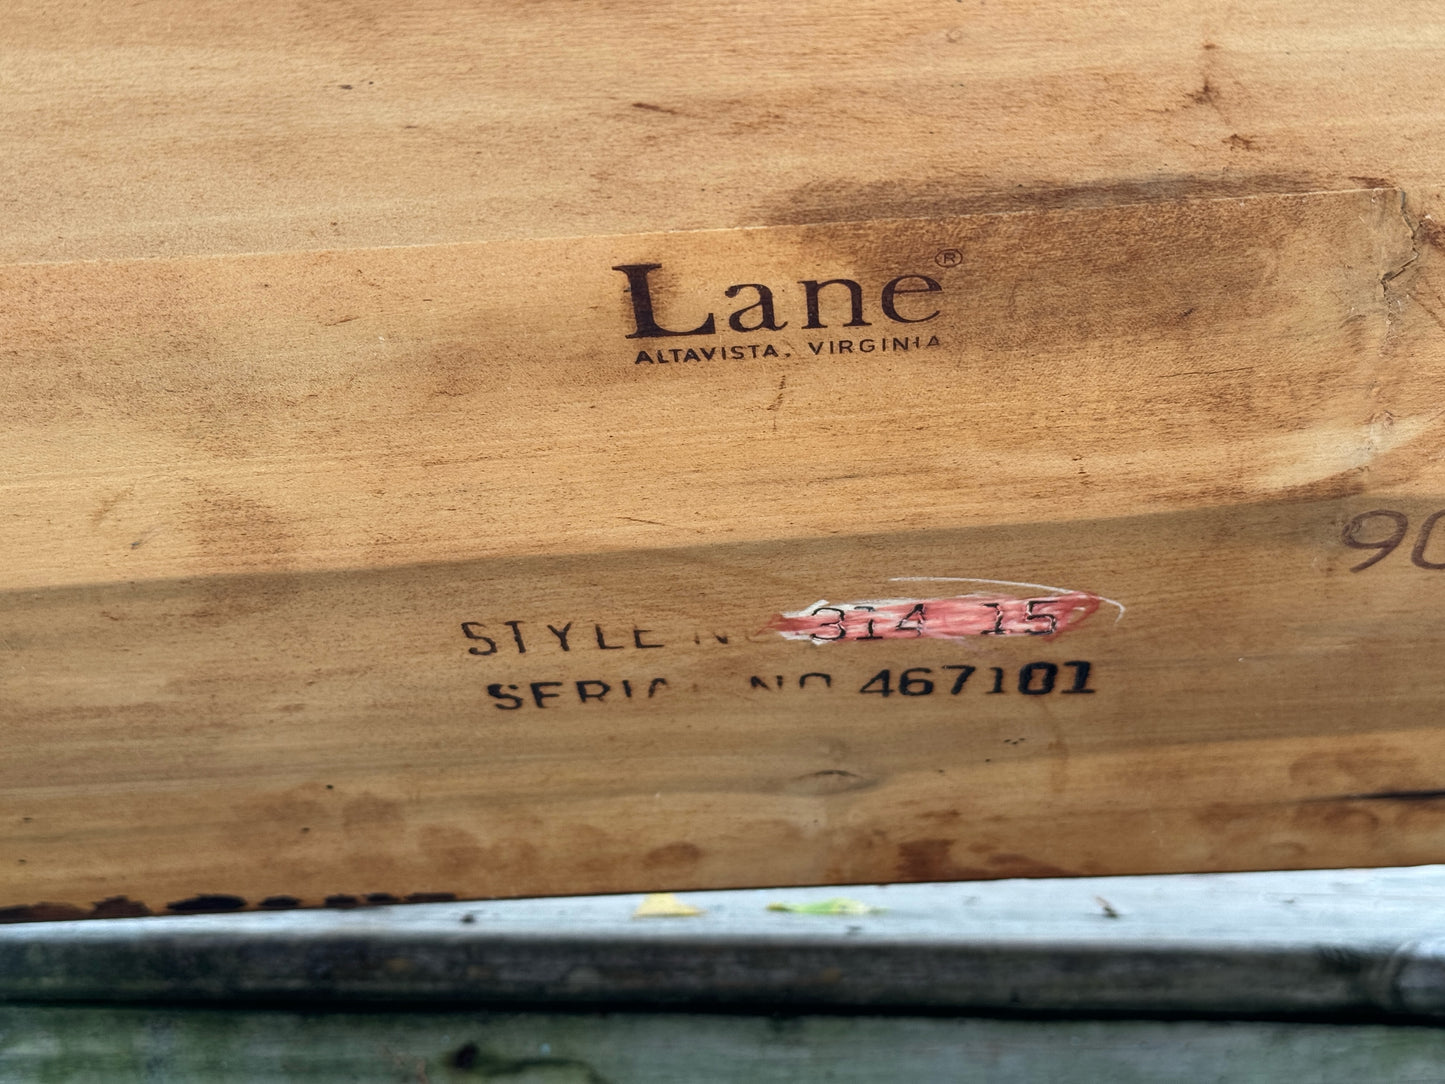 Lane®
ALTAVISTA, VIRGINIA
90
STYLE N 314 15
SERIAL NO 467101